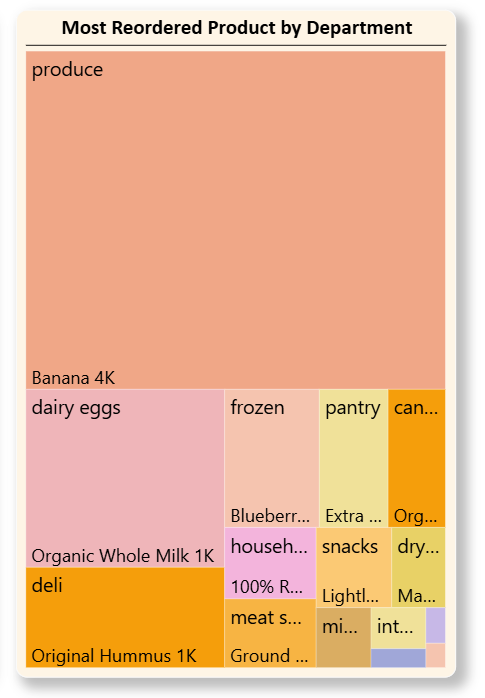 Most Reordered Product by Department
produce
Banana 4K
dairy eggs
Organic Whole Milk 1K
deli
Original Hummus 1K
frozen
Blueberr...
pantry
Extra ...
can...
Org...
househ...
100% R...
snacks
Lightl...
dry...
Ma...
meat s...
Ground ...
mi...
int...